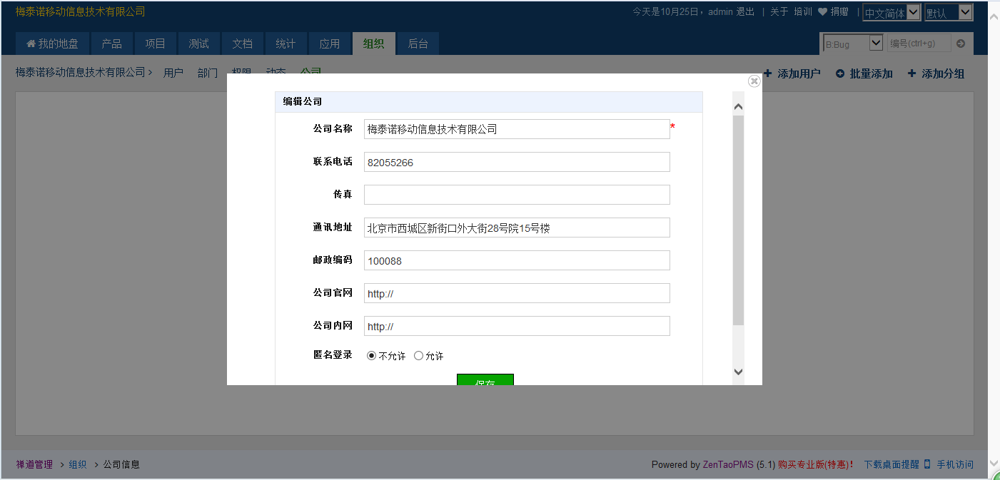 梅泰诺移动信息技术有限公司
今天是10月25日，admin 退出 | 关于 培训 捐赠 | 中文简体 默认
我的地盘 产品 项目 测试 文档 统计 应用 组织 后台
B:Bug 编号(ctrl+g)
梅泰诺移动信息技术有限公司 > 用户 部门 权限 动态 公司
添加用户 批量添加 添加分组
编辑公司
公司名称 梅泰诺移动信息技术有限公司 *
联系电话 82055266
传真
通讯地址 北京市西城区新街口外大街28号院15号楼
邮政编码 100088
公司官网 http://
公司内网 http://
匿名登录 不允许 允许
保存
禅道管理 > 组织 > 公司信息
Powered by ZenTaoPMS (5.1) 购买专业版(特惠)! 下载桌面提醒 手机访问